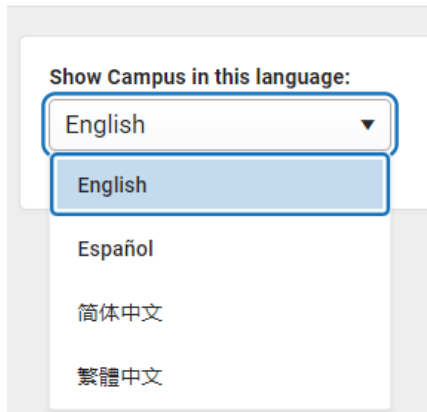 Show Campus in this language:
English
English
Español
简体中文
繁體中文